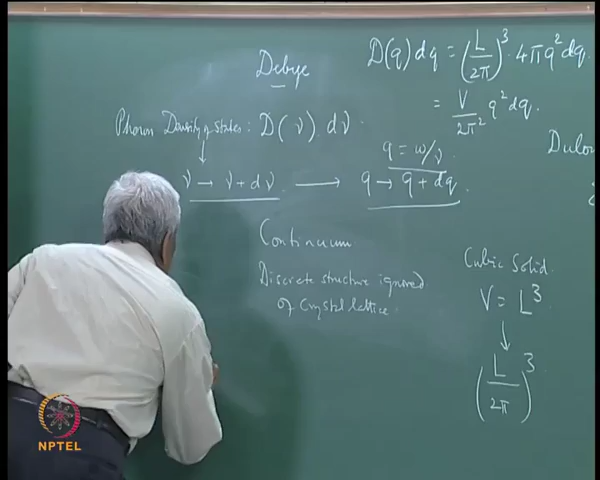 Debye
D(q) dq = (L/2π)³ · 4πq² dq.
= V/2π² q² dq.
Phonon Density of states: D(ν) dν.
q = ω/v.
ν → ν + dν → q → q + dq.
Continuum
Discrete structure ignored
of Crystal lattice.
Cubic Solid.
V = L³
↓
(L/2π)³
Dulon
NPTEL